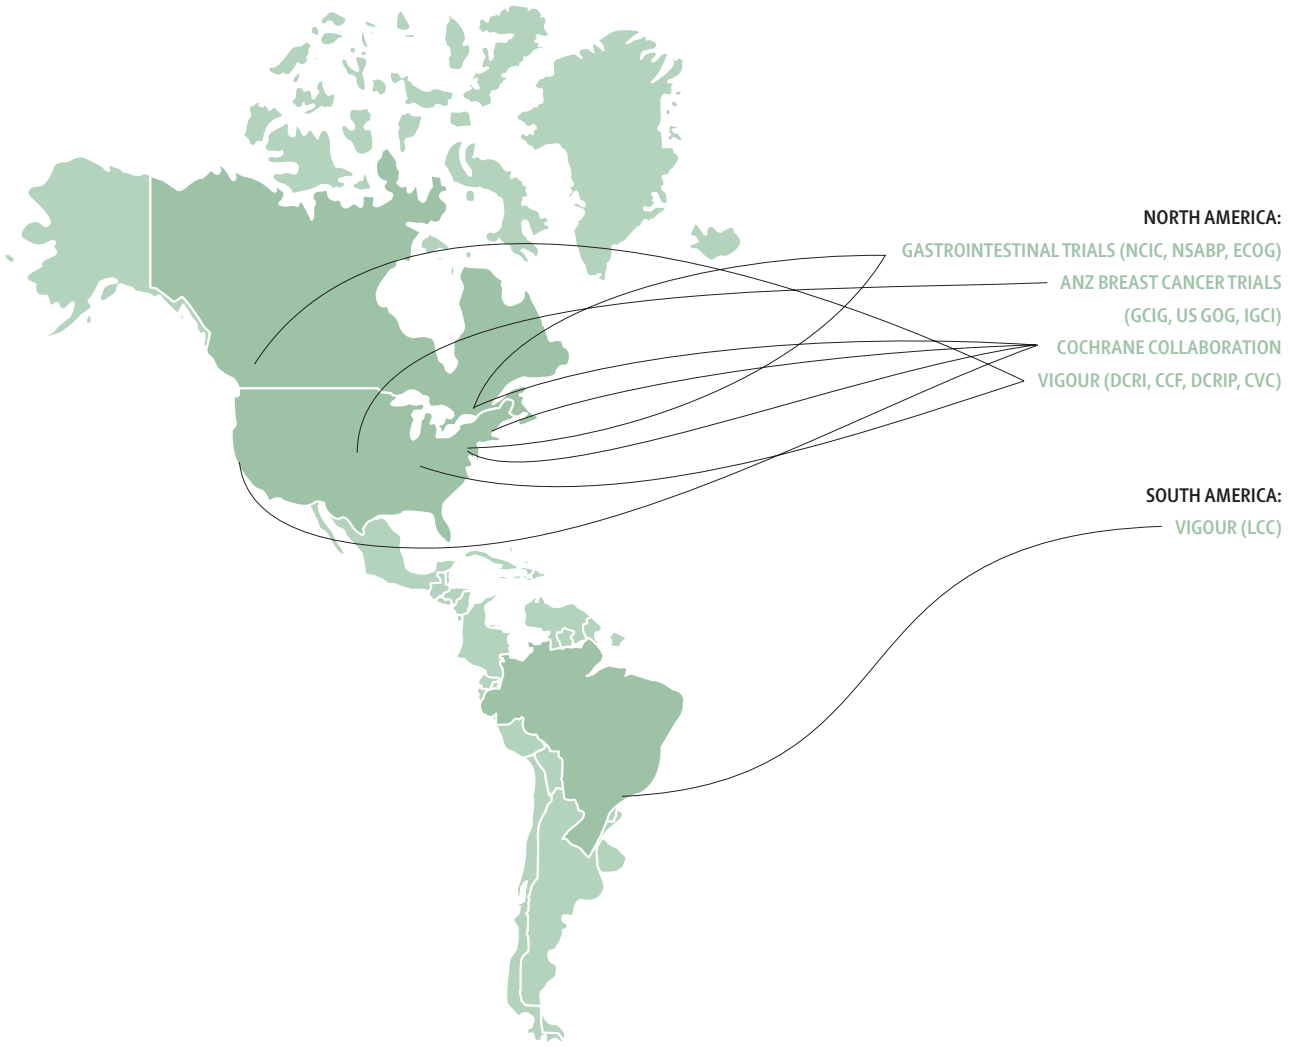 NORTH AMERICA:
GASTROINTESTINAL TRIALS (NCIC, NSABP, ECOG)
ANZ BREAST CANCER TRIALS
(GCIG, US GOG, IGCI)
COCHRANE COLLABORATION
VIGOUR (DCRI, CCF, DCRIP, CVC)
SOUTH AMERICA:
VIGOUR (LCC)